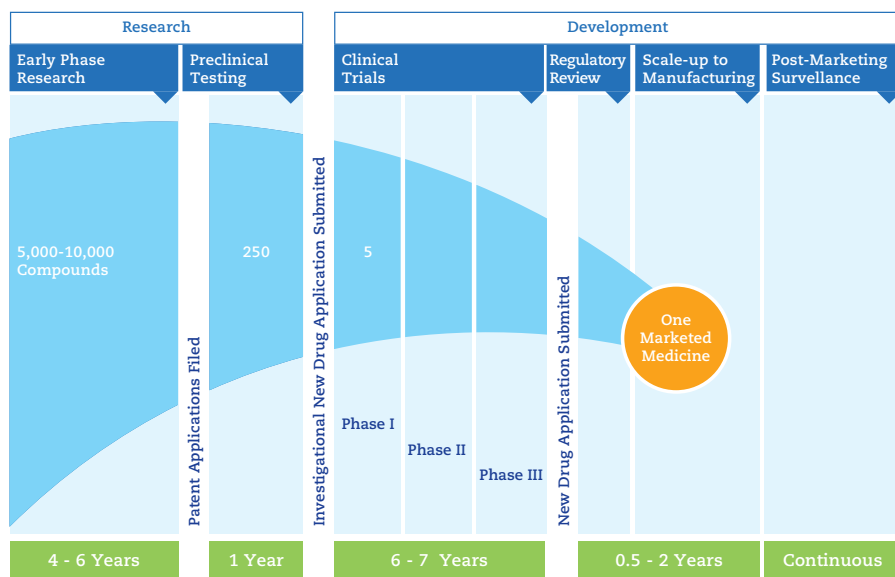 Research
Development
Early Phase
Research
Preclinical
Testing
Clinical
Trials
Regulatory
Review
Scale-up to
Manufacturing
Post-Marketing
Survellance
5,000-10,000
Compounds
Patent Applications Filed
250
Investigational New Drug Application Submitted
5
Phase I
Phase II
Phase III
New Drug Application Submitted
One
Marketed
Medicine
4 - 6 Years
1 Year
6 - 7 Years
0.5 - 2 Years
Continuous